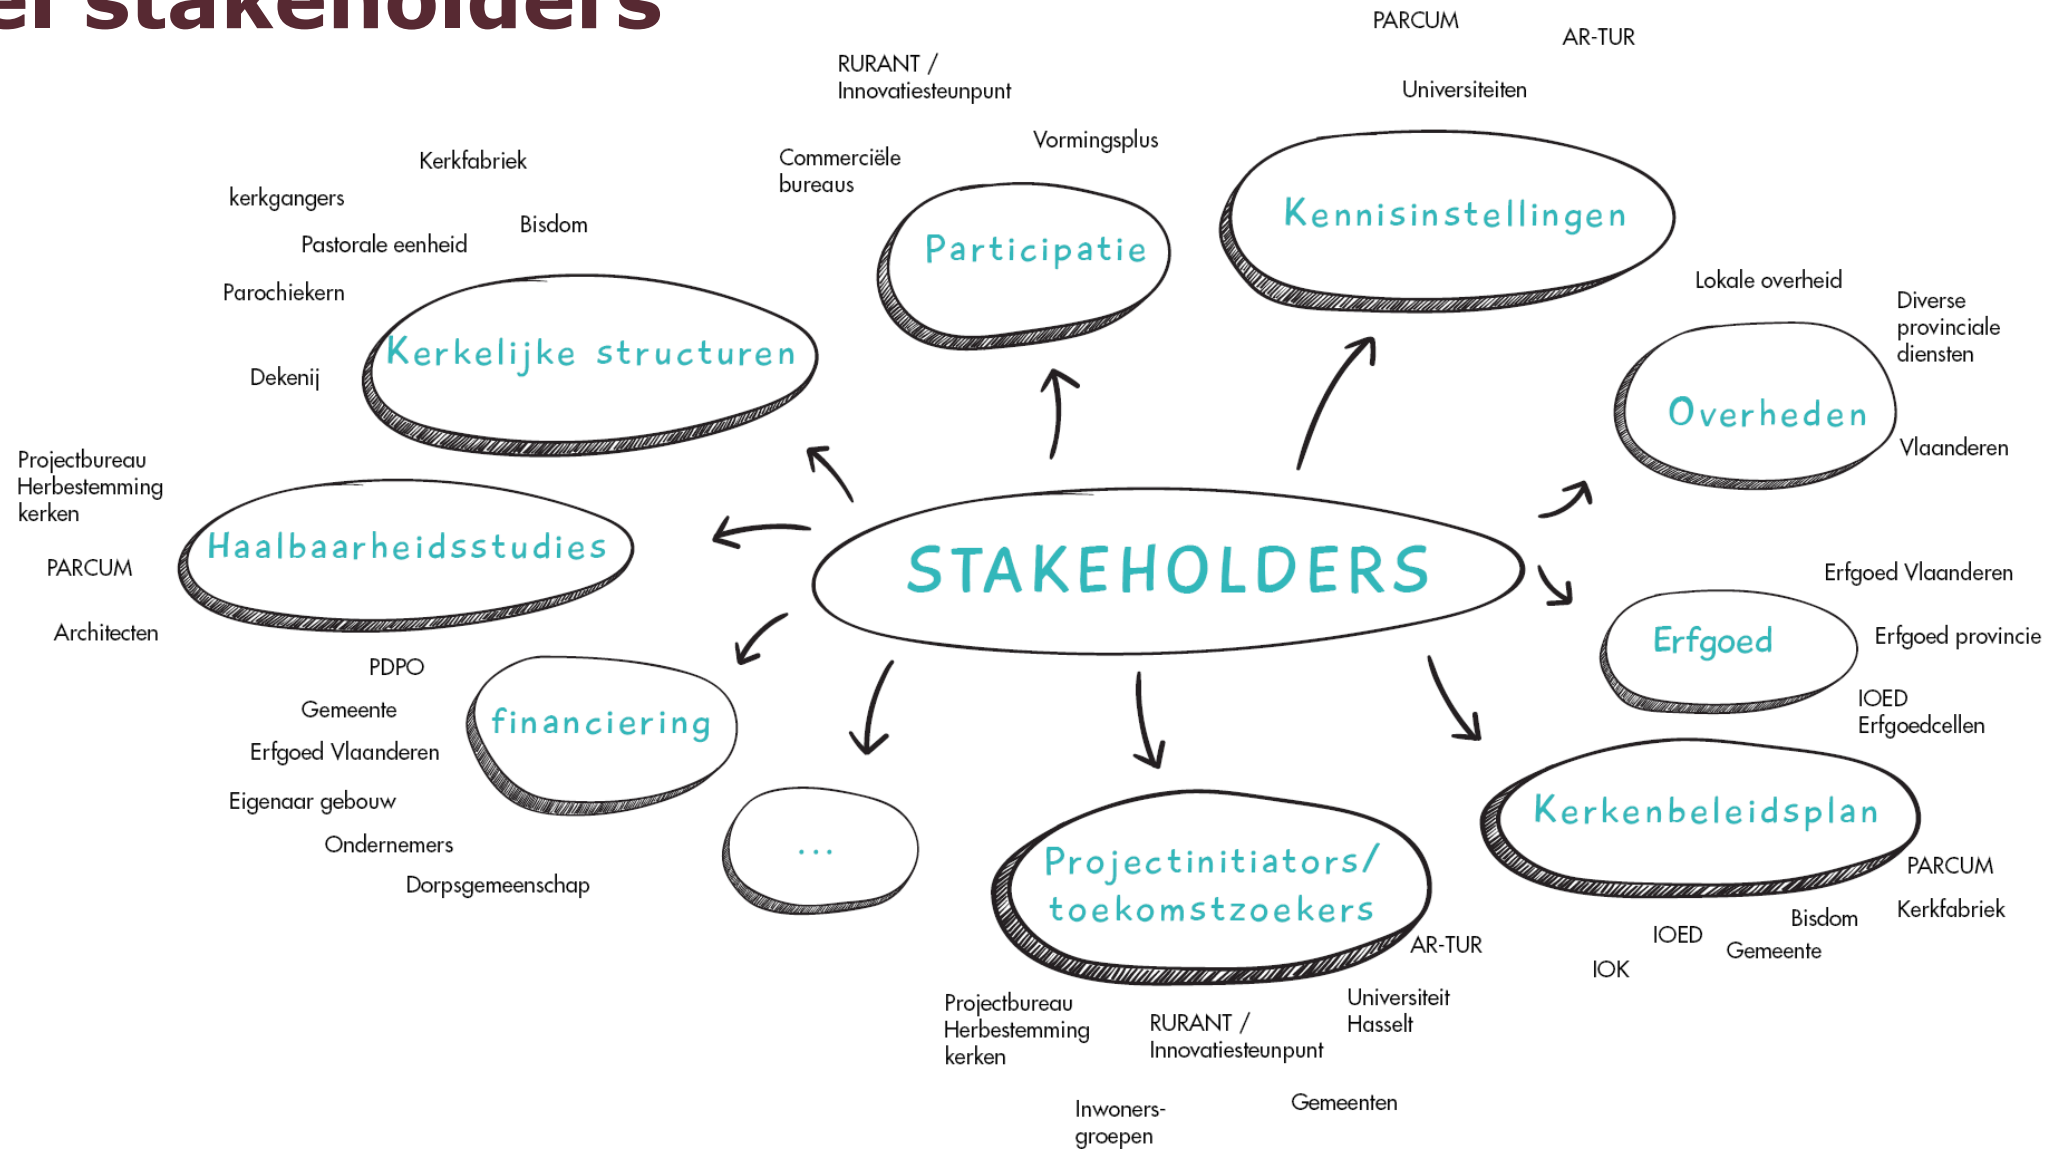 stakeholders
PARCUM
AR-TUR
Universiteiten
Kennisinstellingen
RURANT /
Innovatiesteunpunt
Vormingsplus
Commerciële
bureaus
Participatie
Kerkfabriek
kerkgangers
Bisdom
Pastorale eenheid
Parochiekern
Dekenij
Kerkelijke structuren
Lokale overheid
Diverse
provinciale
diensten
Overheden
Vlaanderen
Projectbureau
Herbestemming
kerken
Haalbaarheidsstudies
PARCUM
Architecten
STAKEHOLDERS
Erfgoed Vlaanderen
Erfgoed
Erfgoed provincie
IOED
Erfgoedcellen
PDPO
Gemeente
financiering
Erfgoed Vlaanderen
Eigenaar gebouw
Ondernemers
Dorpsgemeenschap
...
Projectinitiators/
toekomstzoekers
AR-TUR
Universiteit
Hasselt
Projectbureau
Herbestemming
kerken
RURANT /
Innovatiesteunpunt
Inwoners-
groepen
Gemeenten
Kerkenbeleidsplan
PARCUM
Kerkfabriek
Bisdom
IOED
Gemeente
IOK